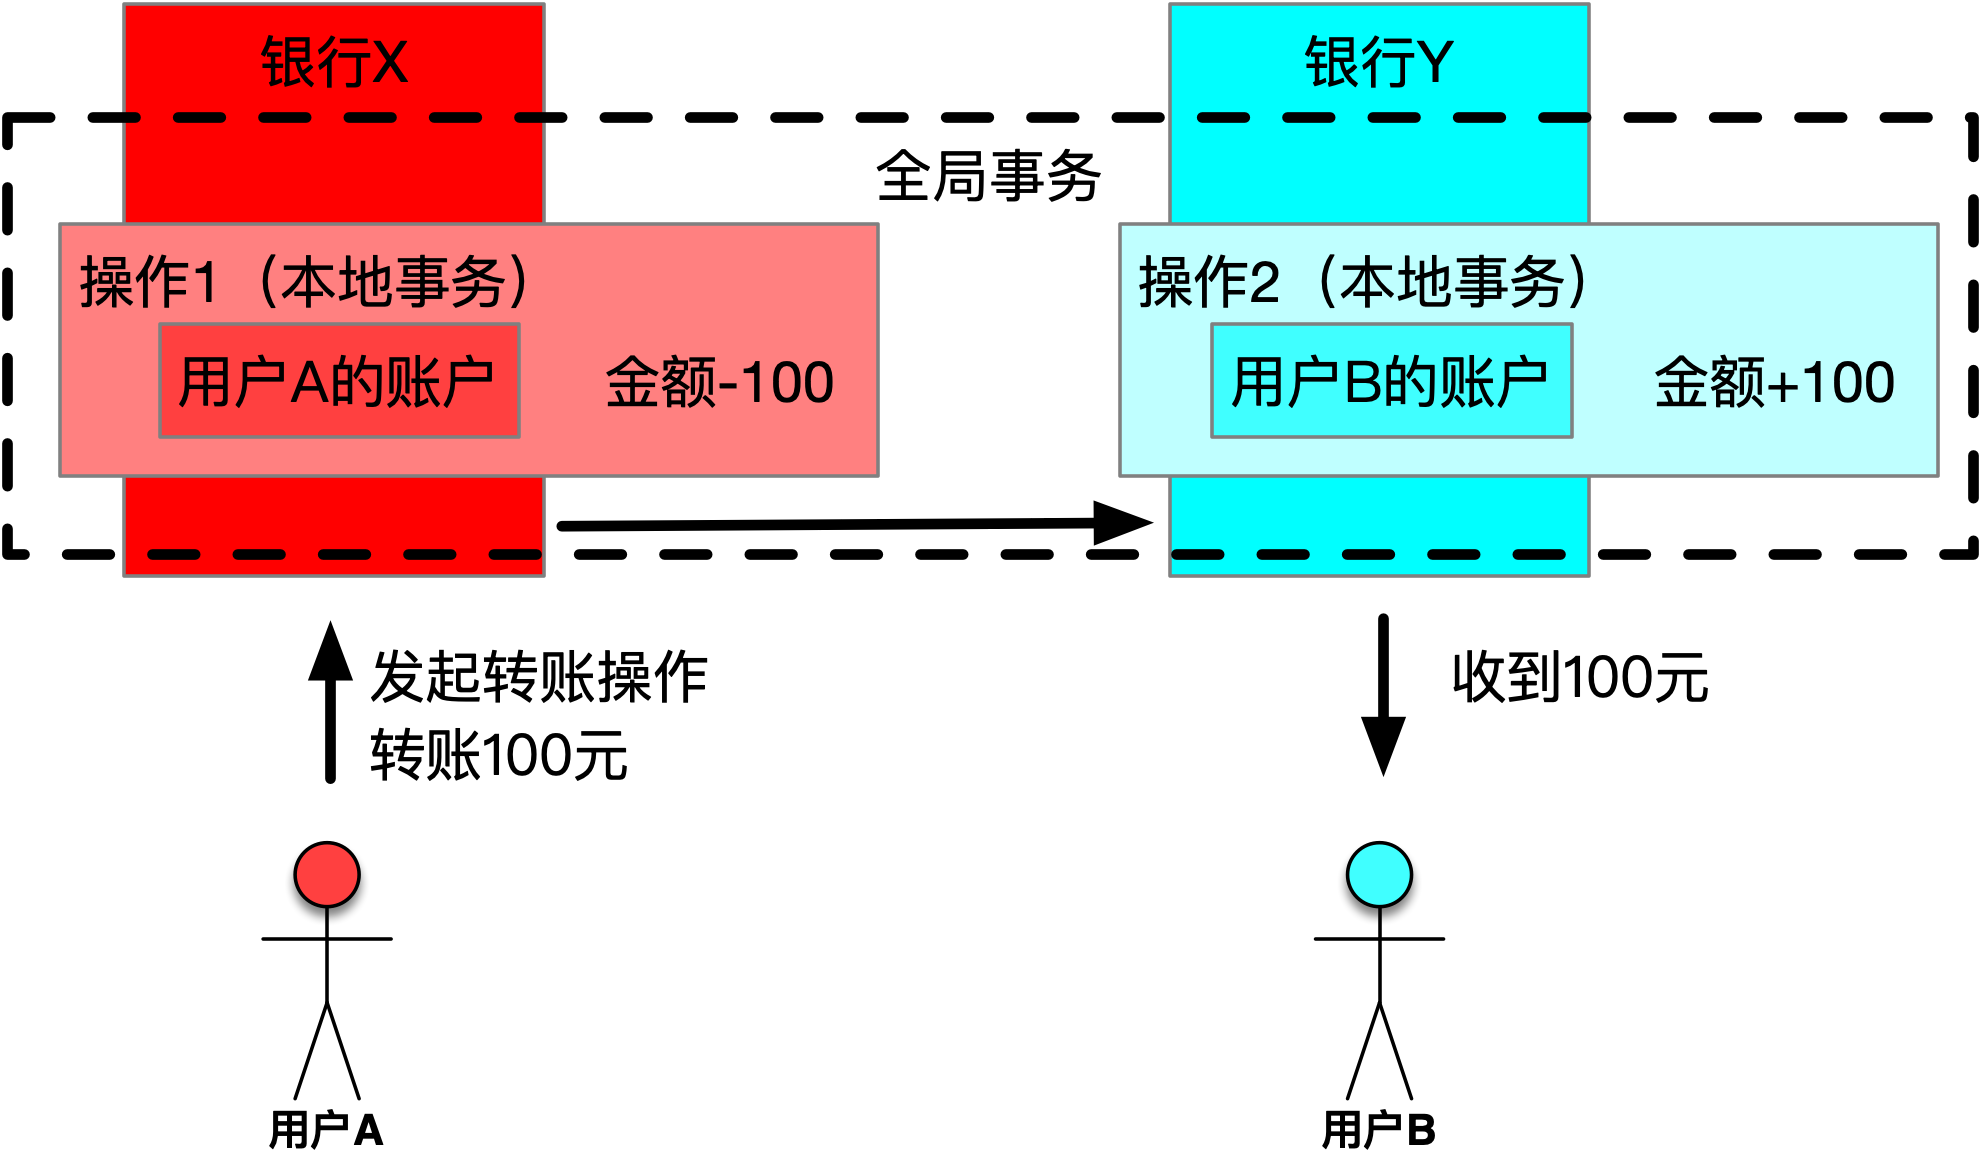 银行X
银行Y
全局事务
操作1（本地事务）
操作2（本地事务）
用户A的账户
金额-100
用户B的账户
金额+100
发起转账操作
转账100元
收到100元
用户A
用户B